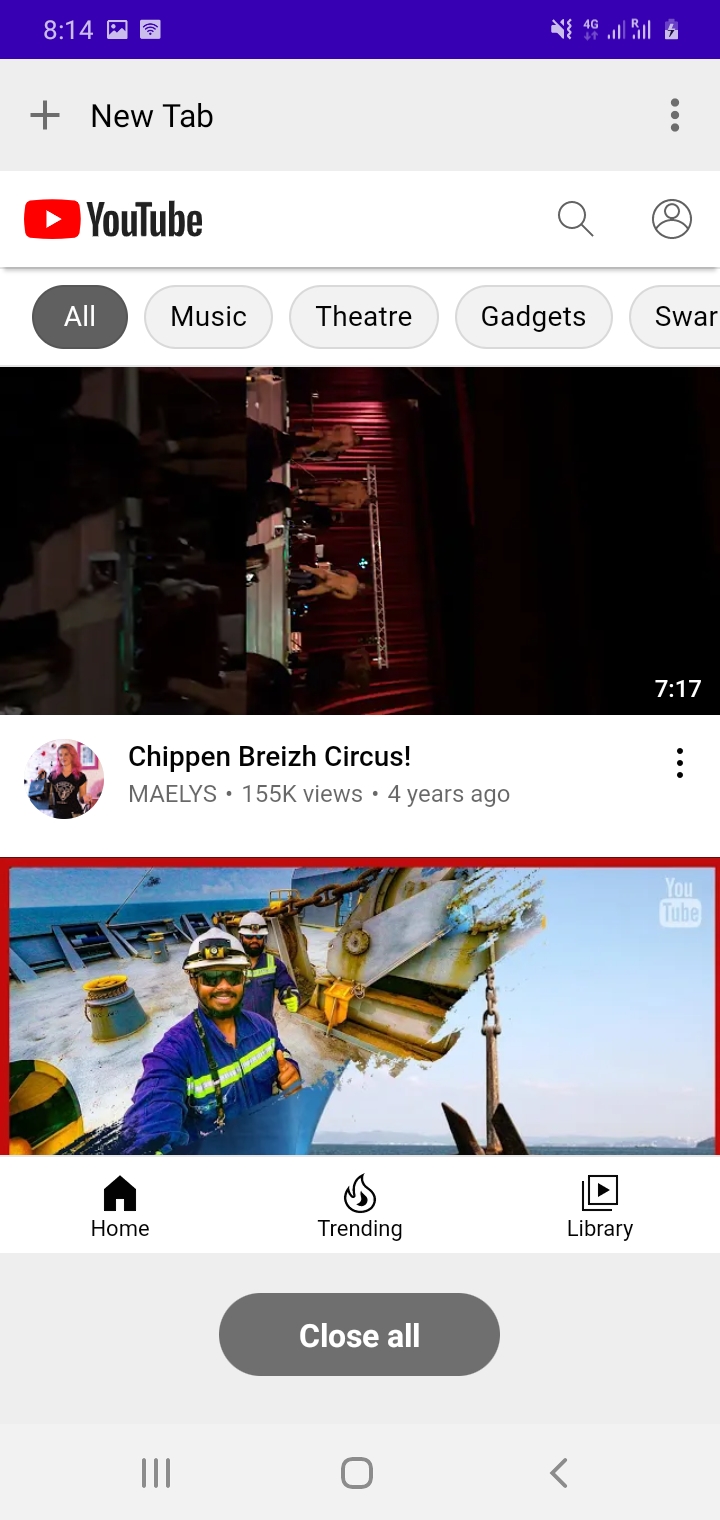 8:14
4G
R
New Tab
YouTube
All
Music
Theatre
Gadgets
Swar
7:17
Chippen Breizh Circus!
MAELYS • 155K views • 4 years ago
You
Tube
Home
Trending
Library
Close all